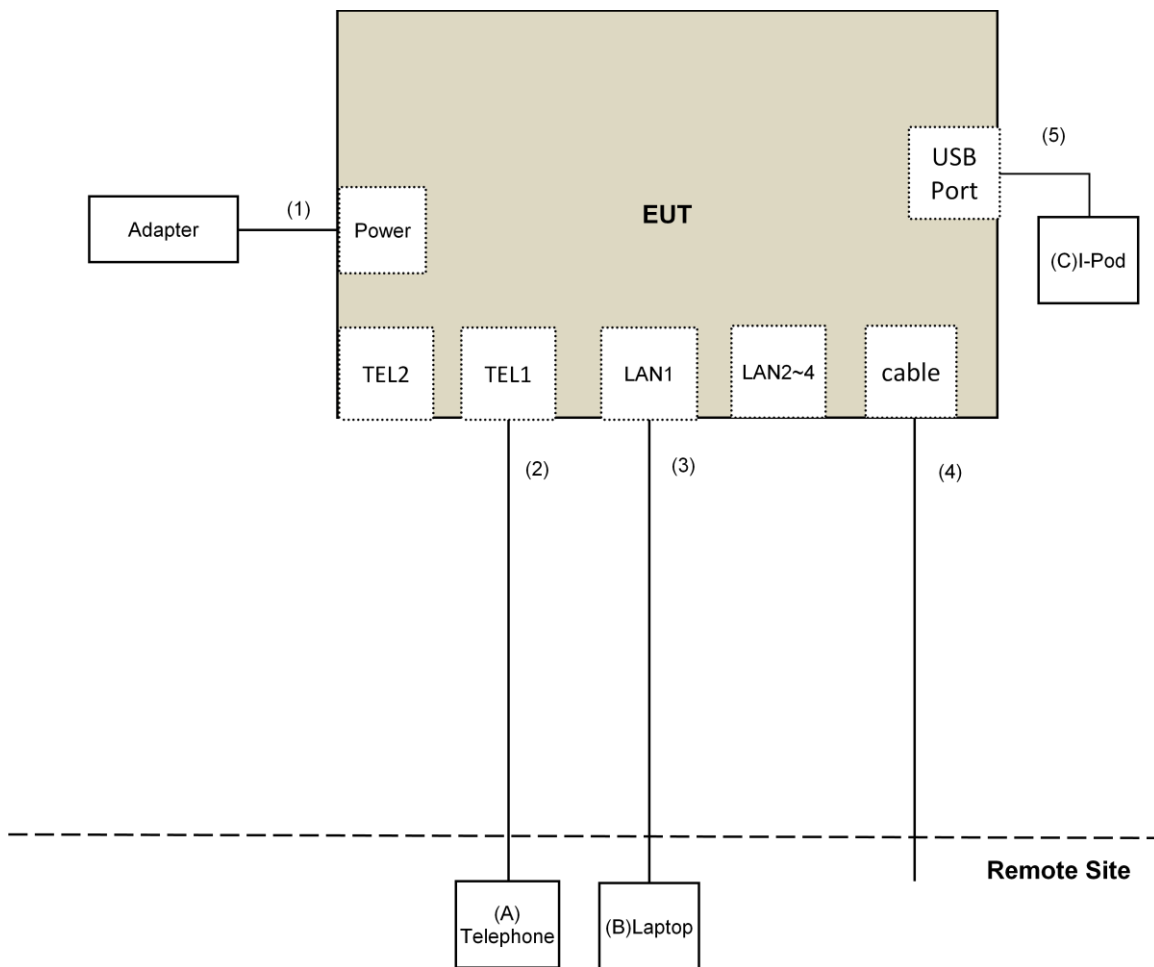 USB
Port
(5)
(1)
EUT
Adapter
Power
(C)I-Pod
TEL2
TEL1
LAN1
LAN2~4
cable
(2)
(3)
(4)
Remote Site
(A)
Telephone
(B)Laptop